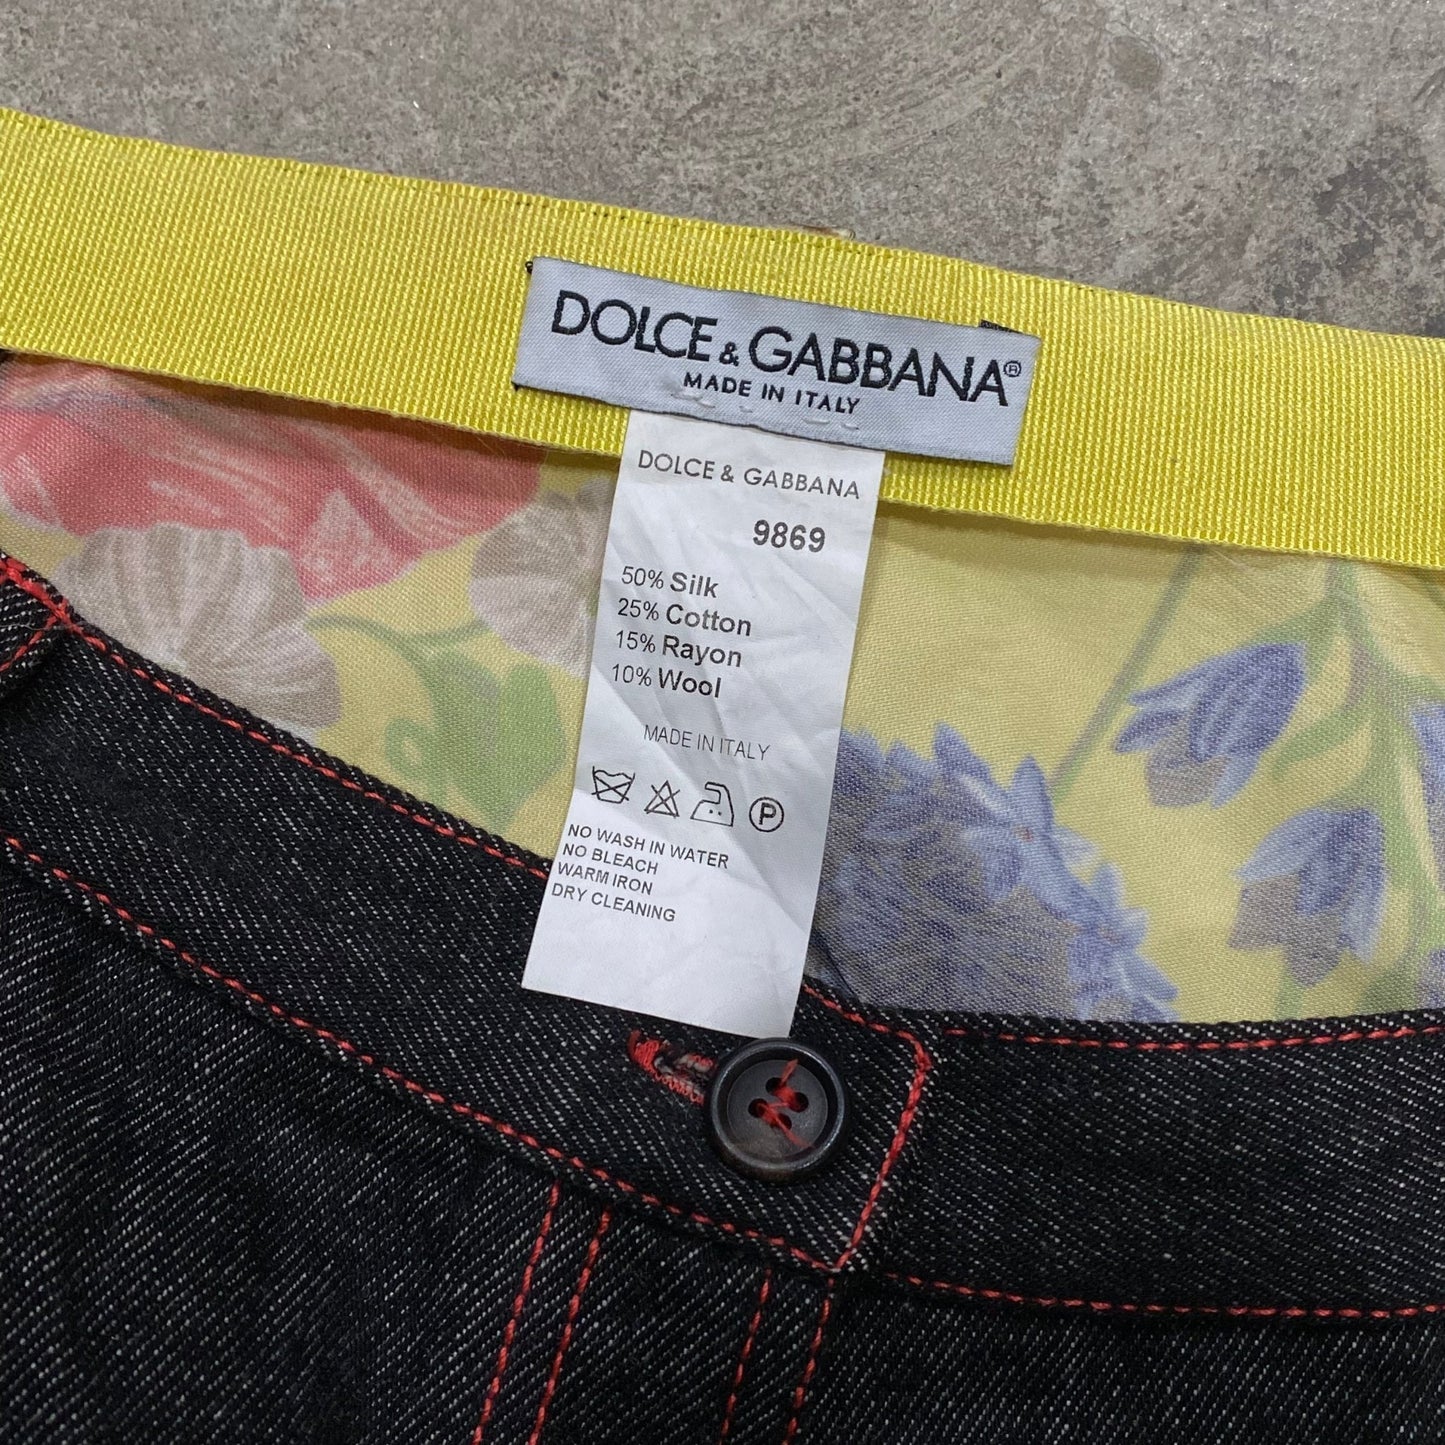 DOLCE & GABBANA®
MADE IN ITALY
DOLCE & GABBANA
9869
50% Silk
25% Cotton
15% Rayon
10% Wool
MADE IN ITALY
P
NO WASH IN WATER
NO BLEACH
WARM IRON
DRY CLEANING